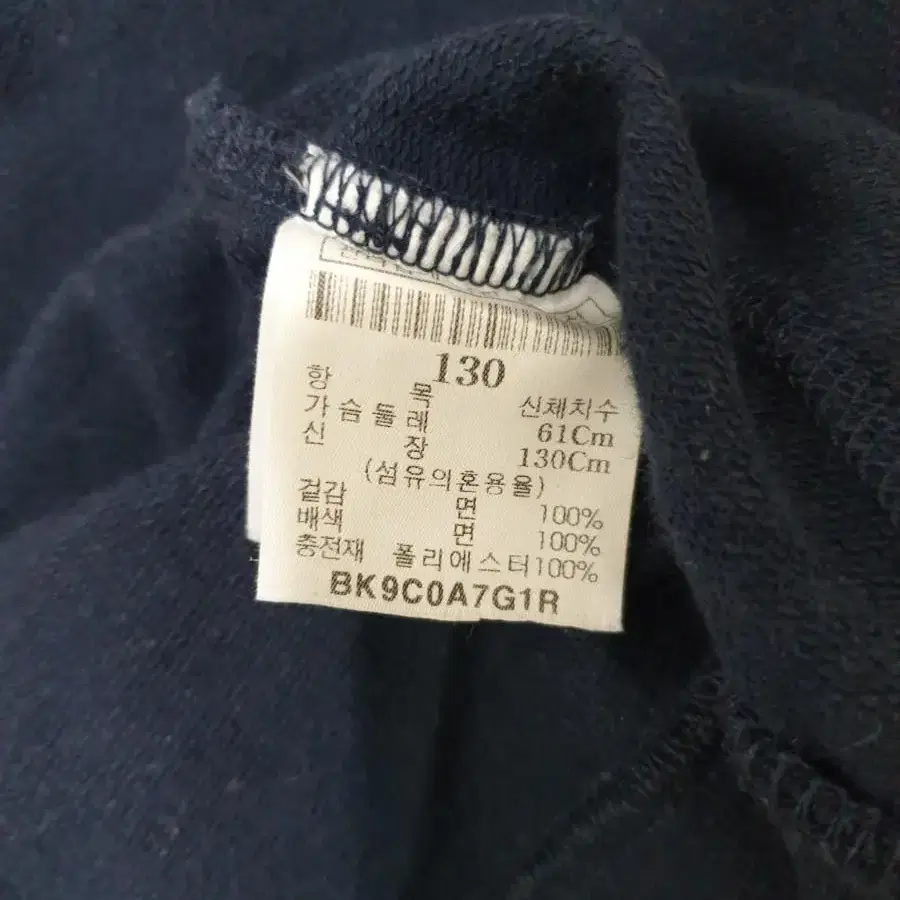 130
항 목 신체치수
가슴둘레 61Cm
신 장 130Cm
(섬유의혼용율)
겉감 면 100%
배색 면 100%
충전재 폴리에스터100%
BK9C0A7G1R